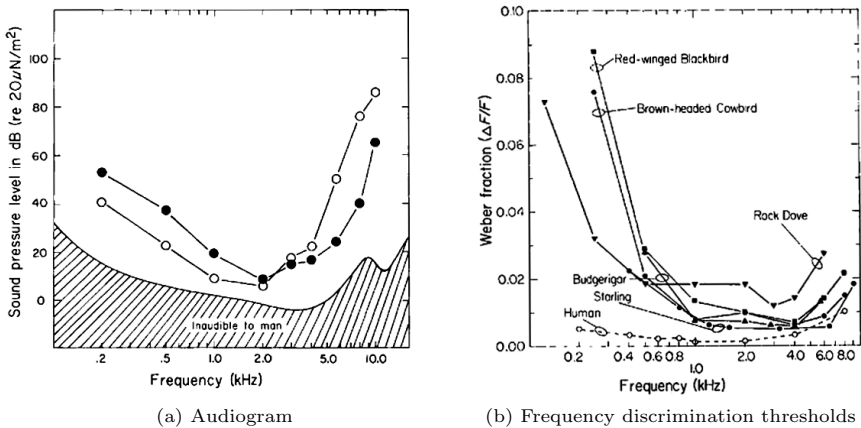 Sound pressure level in dB (re 20μN/m²)
100
80
60
40
20
0
Inaudible to man
.2
.5
1.0
2.0
5.0
10.0
Frequency (kHz)
(a) Audiogram
Weber fraction (ΔF/F)
0.10
0.08
0.06
0.04
0.02
0.00
Red-winged Blackbird
Brown-headed Cowbird
Rock Dove
Budgerigar
Starling
Human
0.2
0.4
0.6
0.8
1.0
2.0
4.0
6.0
8.0
Frequency (kHz)
(b) Frequency discrimination thresholds